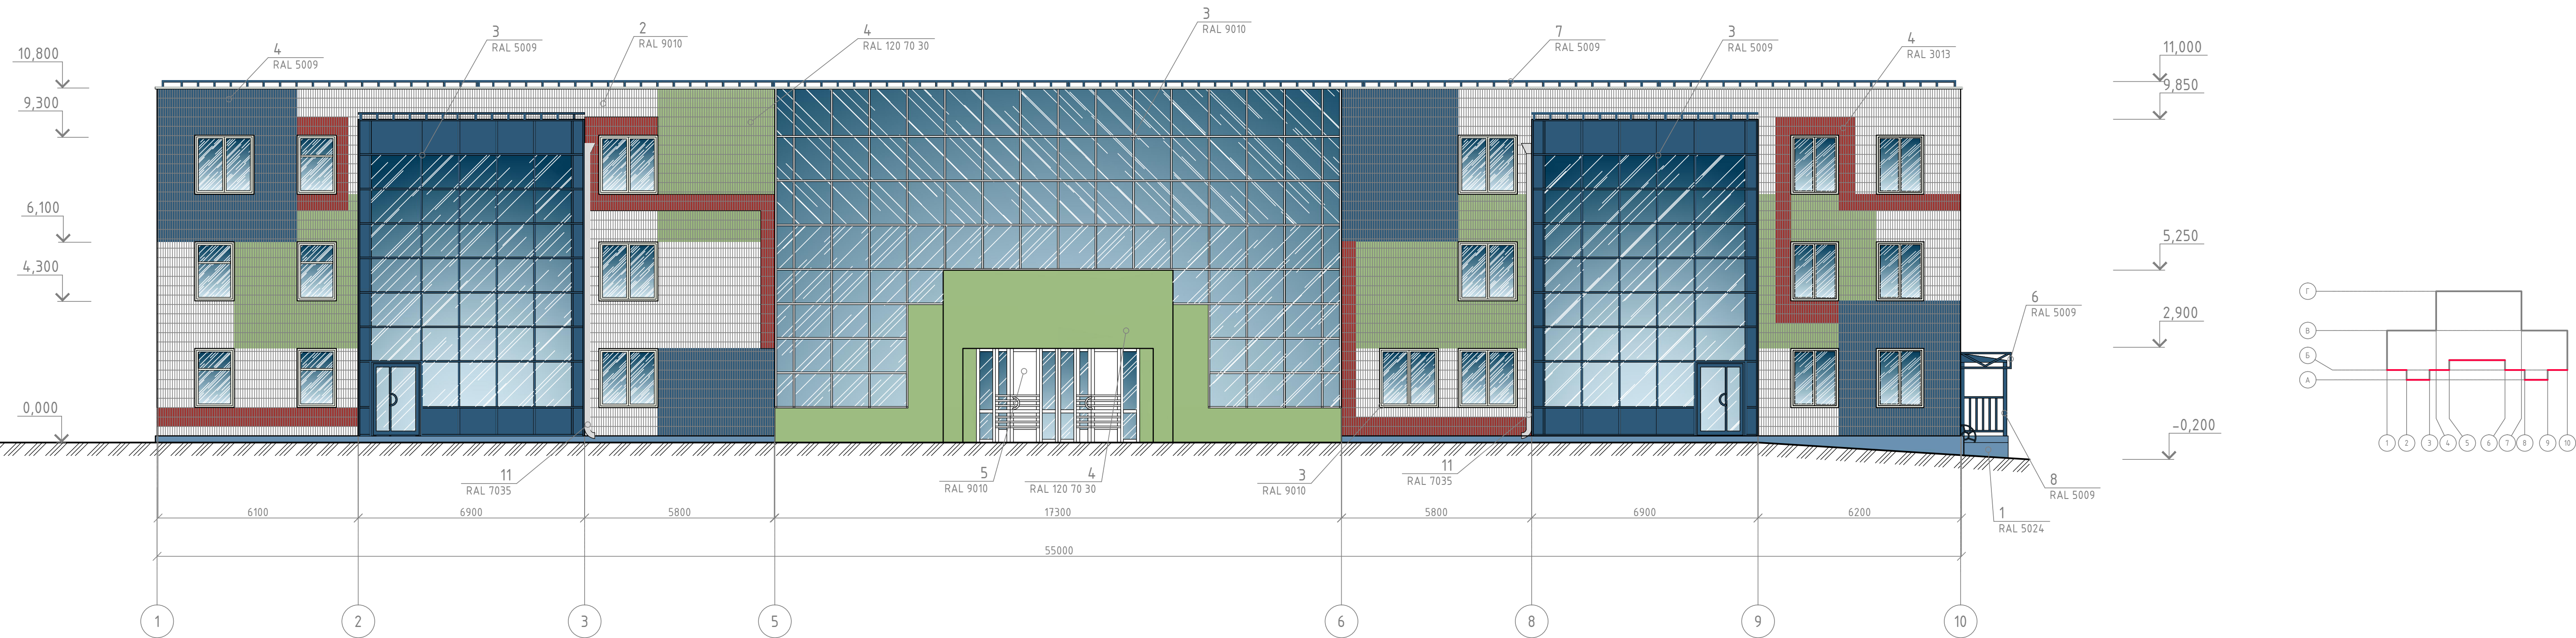 3
RAL 5009
2
RAL 9010
4
RAL 120 70 30
3
RAL 9010
7
RAL 5009
3
RAL 5009
4
RAL 3013
4
RAL 5009
10,800
9,300
6,100
4,300
0,000
11,000
9,850
5,250
2,900
-0,200
6
RAL 5009
8
RAL 5009
1
RAL 5024
11
RAL 7035
5
RAL 9010
4
RAL 120 70 30
3
RAL 9010
11
RAL 7035
6100
6900
5800
17300
5800
6900
6200
55000
1
2
3
5
6
8
9
10
Г
В
Б
А
1
2
3
4
5
6
7
8
9
10